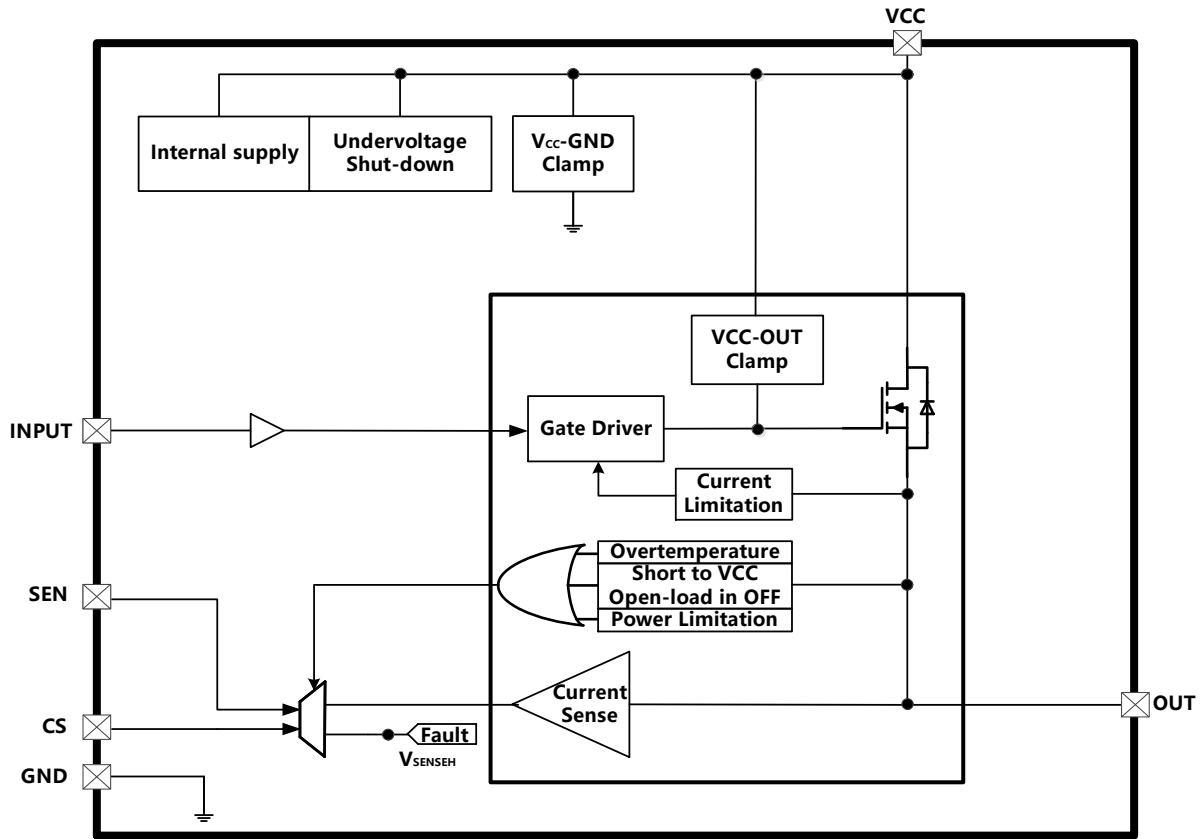 VCC
Internal supply
Undervoltage
Shut-down
Vcc-GND
Clamp
VCC-OUT
Clamp
INPUT
Gate Driver
Current
Limitation
Overtemperature
Short to VCC
Open-load in OFF
Power Limitation
SEN
Current
Sense
OUT
CS
Fault
VSENSEH
GND